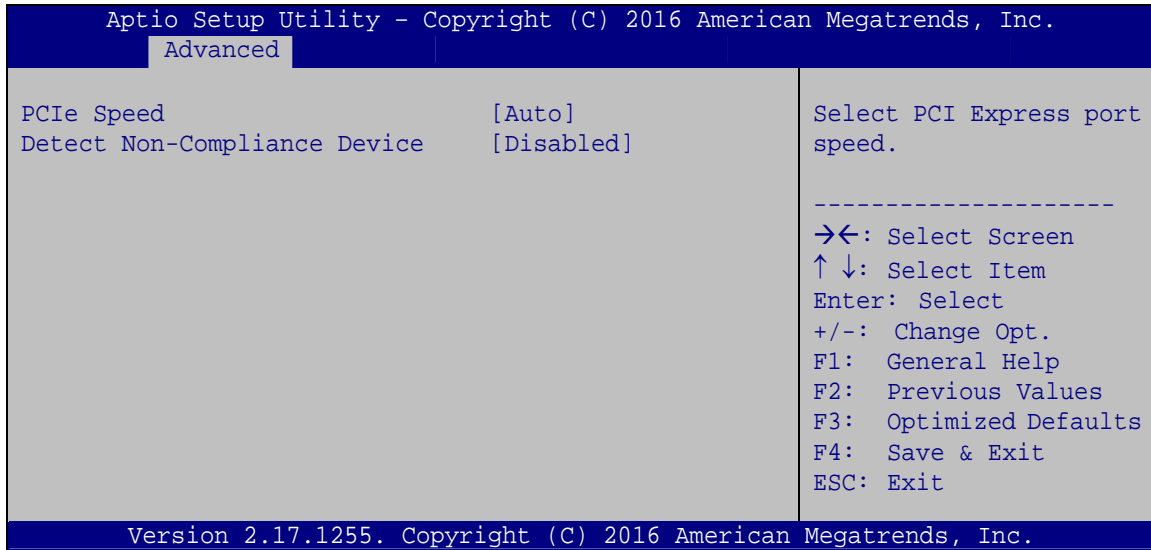 Aptio Setup Utility – Copyright (C) 2016 American Megatrends, Inc.
Advanced
PCIe Speed [Auto]
Detect Non-Compliance Device [Disabled]
Select PCI Express port
speed.
---------------------
→←: Select Screen
↑ ↓: Select Item
Enter: Select
+/-: Change Opt.
F1: General Help
F2: Previous Values
F3: Optimized Defaults
F4: Save & Exit
ESC: Exit
Version 2.17.1255. Copyright (C) 2016 American Megatrends, Inc.